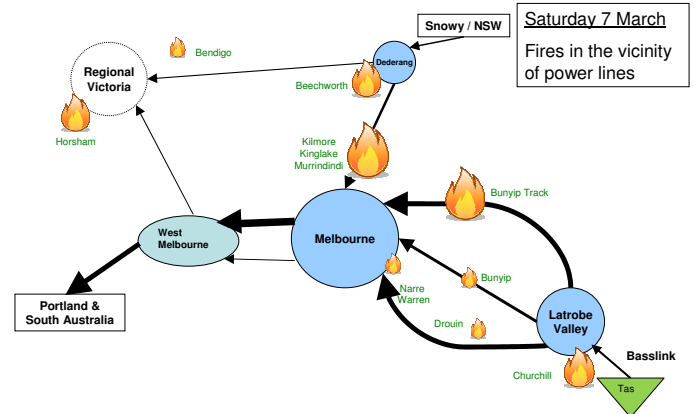 Saturday 7 March
Fires in the vicinity
of power lines
Snowy / NSW
Bendigo
Dederang
Regional
Victoria
Beechworth
Horsham
Kilmore
Kinglake
Murrindindi
Bunyip Track
West
Melbourne
Melbourne
Bunyip
Narre
Warren
Portland &
South Australia
Drouin
Latrobe
Valley
Basslink
Churchill
Tas